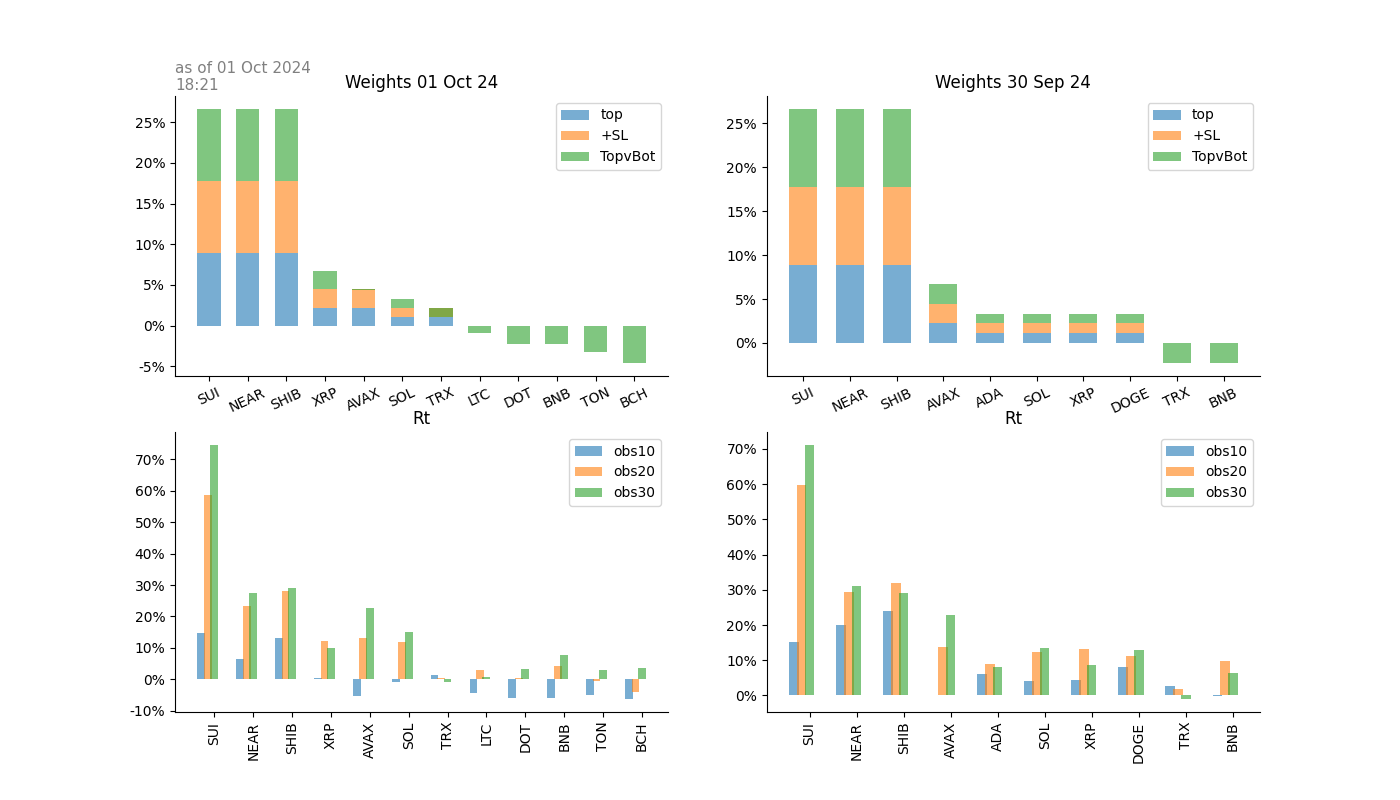 as of 01 Oct 2024
18:21
Weights 01 Oct 24
25%
20%
15%
10%
5%
0%
-5%
top
+SL
TopvBot
SUI NEAR SHIB XRP AVAX SOL TRX LTC DOT BNB TON BCH
Weights 30 Sep 24
25%
20%
15%
10%
5%
0%
top
+SL
TopvBot
SUI NEAR SHIB AVAX ADA SOL XRP DOGE TRX BNB
Rt
70%
60%
50%
40%
30%
20%
10%
0%
-10%
obs10
obs20
obs30
SUI NEAR SHIB XRP AVAX SOL TRX LTC DOT BNB TON BCH
Rt
70%
60%
50%
40%
30%
20%
10%
0%
obs10
obs20
obs30
SUI NEAR SHIB AVAX ADA SOL XRP DOGE TRX BNB